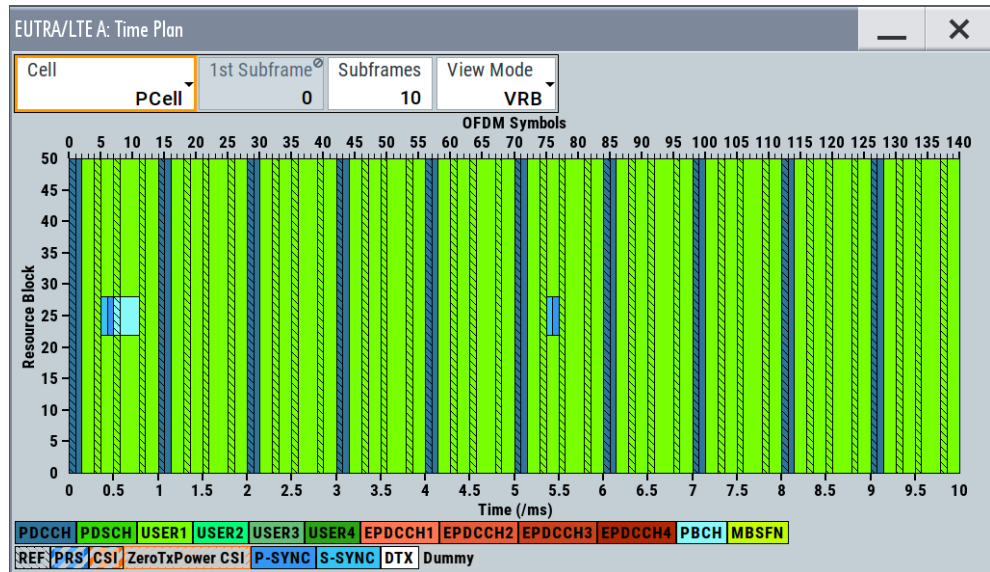 EUTRA/LTE A: Time Plan
Cell 1st Subframe Subframes View Mode
PCell 0 10 VRB
OFDM Symbols
0 5 10 15 20 25 30 35 40 45 50 55 60 65 70 75 80 85 90 95 100 105 110 115 120 125 130 135 140
50
45
40
35
30
25
20
15
10
5
0
Resource Block
0 0.5 1 1.5 2 2.5 3 3.5 4 4.5 5 5.5 6 6.5 7 7.5 8 8.5 9 9.5 10
Time (/ms)
PDCCH PDSCH USER1 USER2 USER3 USER4 EPDCCH1 EPDCCH2 EPDCCH3 EPDCCH4 PBCH MBSFN
REF PRS CSI ZeroTxPower CSI P-SYNC S-SYNC DTX Dummy